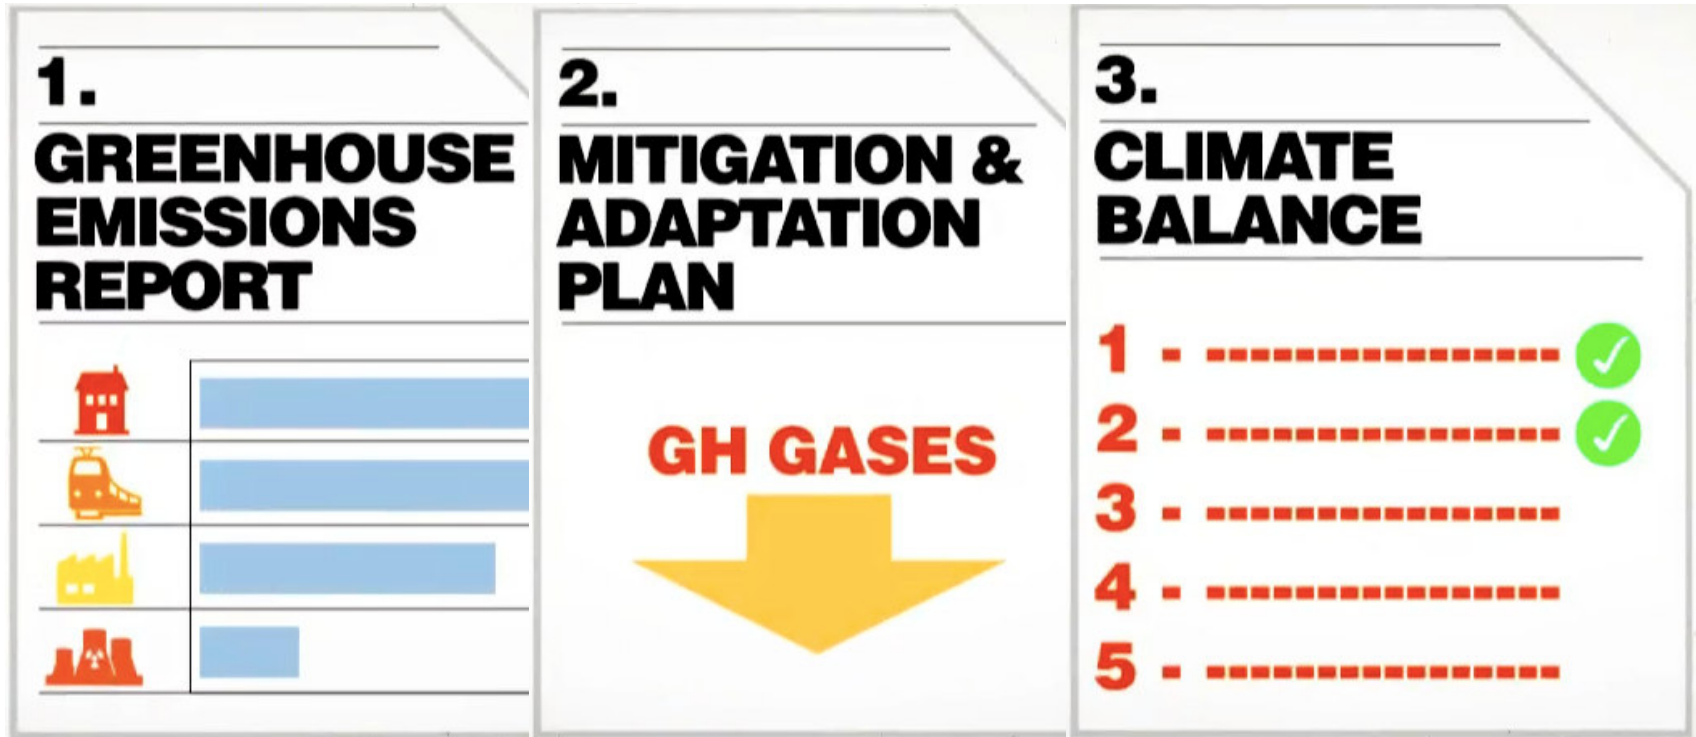 1.
GREENHOUSE
EMISSIONS
REPORT
2.
MITIGATION &
ADAPTATION
PLAN
GH GASES
3.
CLIMATE
BALANCE
1 - ----------------
2 - ----------------
3 - ----------------
4 - ----------------
5 - ----------------